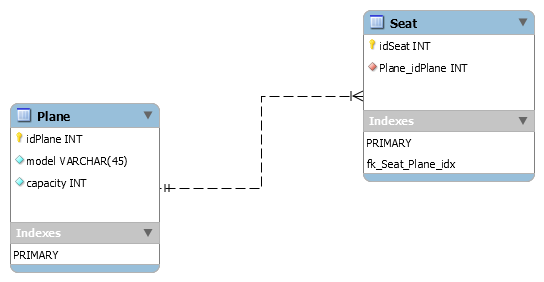 Seat
idSeat INT
Plane_idPlane INT
Indexes
PRIMARY
fk_Seat_Plane_idx
Plane
idPlane INT
model VARCHAR(45)
capacity INT
Indexes
PRIMARY